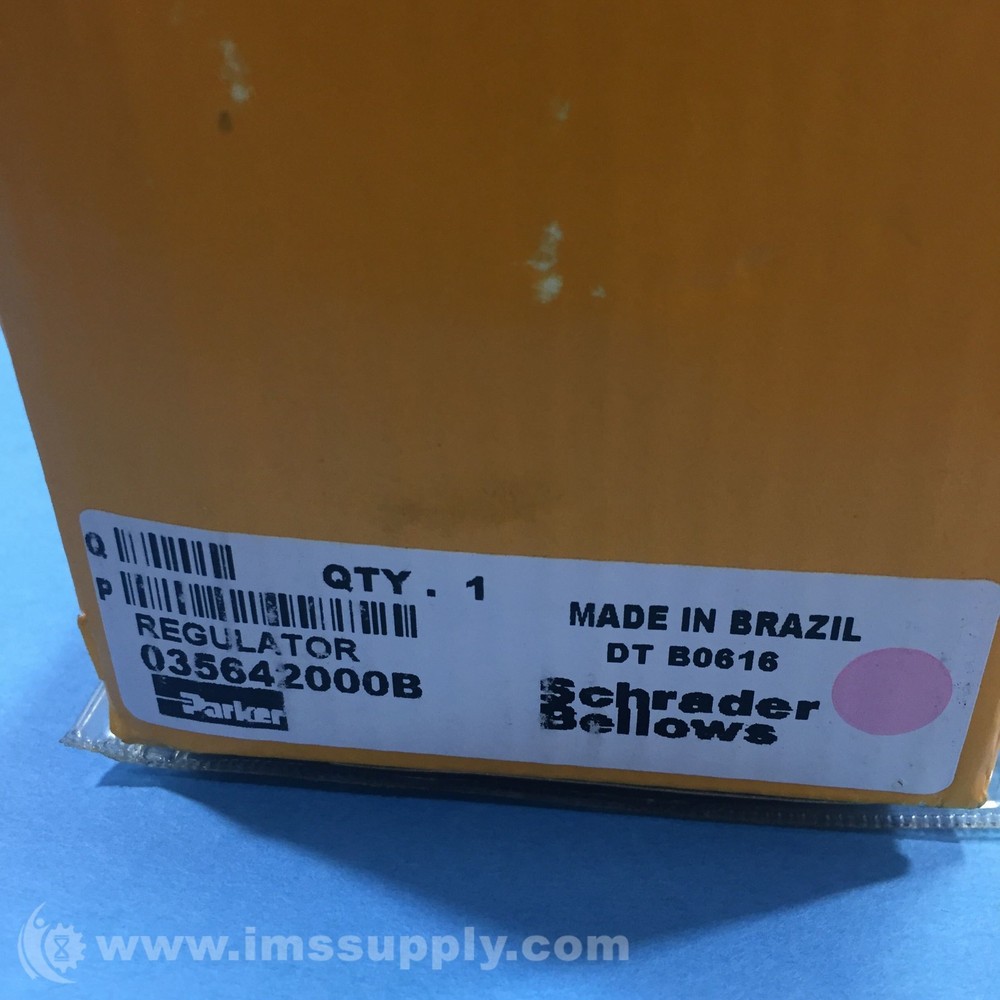 Q
QTY. 1
P
REGULATOR
035642000B
Parker
MADE IN BRAZIL
DT B0616
Schrader
Bellows
www.imssupply.com